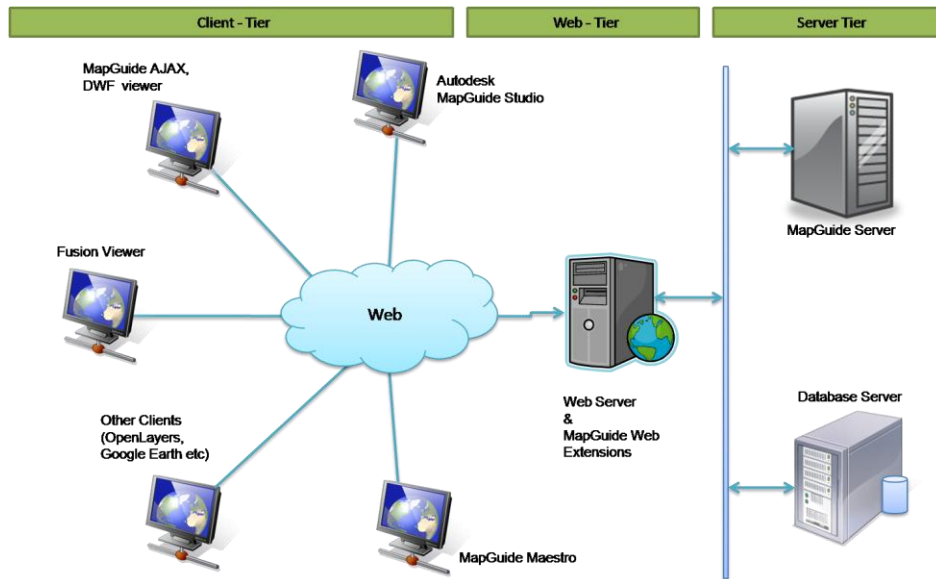 Client - Tier
Web - Tier
Server Tier
MapGuide AJAX,
DWF viewer
Autodesk
MapGuide Studio
MapGuide Server
Fusion Viewer
Web
Web Server
&
MapGuide Web
Extensions
Database Server
Other Clients
(OpenLayers,
Google Earth etc)
MapGuide Maestro